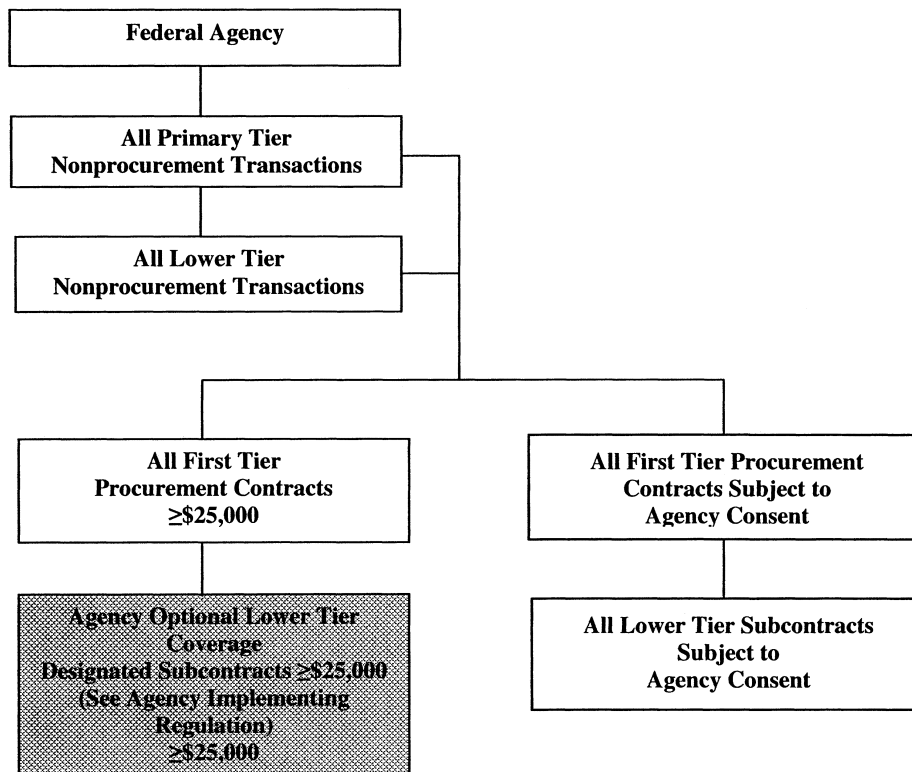 Federal Agency
All Primary Tier
Nonprocurement Transactions
All Lower Tier
Nonprocurement Transactions
All First Tier
Procurement Contracts
≥$25,000
All First Tier Procurement
Contracts Subject to
Agency Consent
Agency Optional Lower Tier
Coverage
Designated Subcontracts ≥$25,000
(See Agency Implementing
Regulation)
≥$25,000
All Lower Tier Subcontracts
Subject to
Agency Consent